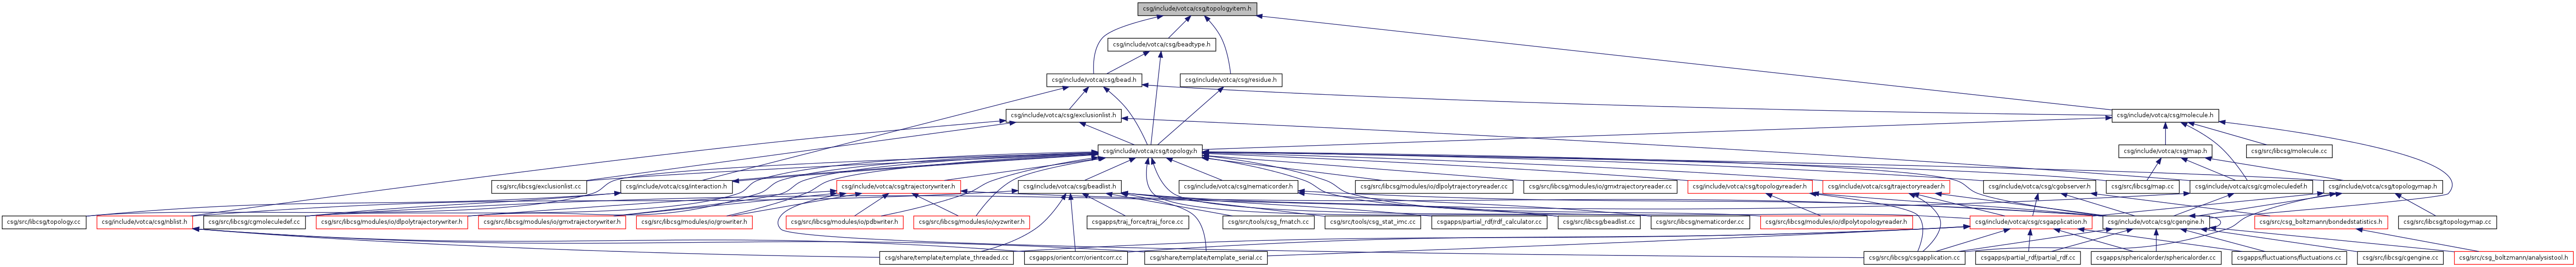 csg/include/votca/csg/topologyitem.h
csg/include/votca/csg/beadtype.h
csg/include/votca/csg/bead.h
csg/include/votca/csg/residue.h
csg/include/votca/csg/exclusionlist.h
csg/include/votca/csg/molecule.h
csg/include/votca/csg/topology.h
csg/include/votca/csg/map.h
csg/src/libcsg/molecule.cc
csg/src/libcsg/exclusionlist.cc
csg/include/votca/csg/interaction.h
csg/include/votca/csg/trajectorywriter.h
csg/include/votca/csg/beadlist.h
csg/include/votca/csg/nematicorder.h
csg/src/libcsg/modules/io/dlpolytrajectoryreader.cc
csg/src/libcsg/modules/io/gmxtrajectoryreader.cc
csg/include/votca/csg/topologyreader.h
csg/include/votca/csg/trajectoryreader.h
csg/include/votca/csg/cgobserver.h
csg/src/libcsg/map.cc
csg/include/votca/csg/cgmoleculedef.h
csg/include/votca/csg/topologymap.h
csg/src/libcsg/topology.cc
csg/include/votca/csg/nblist.h
csg/src/libcsg/cgmoleculedef.cc
csg/src/libcsg/modules/io/dlpolytrajectorywriter.h
csg/src/libcsg/modules/io/gmxtrajectorywriter.h
csg/src/libcsg/modules/io/growriter.h
csg/src/libcsg/modules/io/pdbwriter.h
csg/src/libcsg/modules/io/xyzwriter.h
csgapps/traj_force/traj_force.cc
csg/src/tools/csg_fmatch.cc
csg/src/tools/csg_stat_imc.cc
csgapps/partial_rdf/rdf_calculator.cc
csg/src/libcsg/beadlist.cc
csg/src/libcsg/nematicorder.cc
csg/src/libcsg/modules/io/dlpolytopologyreader.h
csg/include/votca/csg/csgapplication.h
csg/include/votca/csg/cgengine.h
csg/src/csg_boltzmann/bondedstatistics.h
csg/src/libcsg/topologymap.cc
csg/share/template/template_threaded.cc
csgapps/orientcorr/orientcorr.cc
csg/share/template/template_serial.cc
csg/src/libcsg/csgapplication.cc
csgapps/partial_rdf/partial_rdf.cc
csgapps/sphericalorder/sphericalorder.cc
csgapps/fluctuations/fluctuations.cc
csg/src/libcsg/cgengine.cc
csg/src/csg_boltzmann/analysistool.h